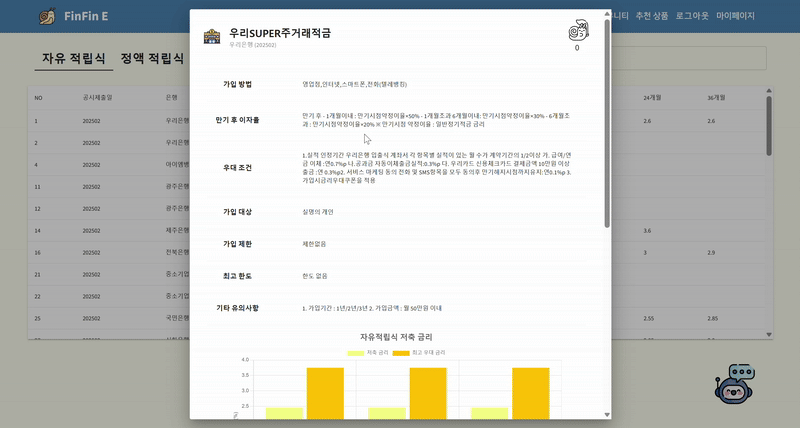 FinFin E
뮤니티 추천 상품 로그아웃 마이페이지
자유 적립식 정액 적립식
NO 공시제출일 은행 24개월 36개월
1 202502 우리은행 2.6 2.6
2 202502 우리은행
4 202502 아이엠뱅
11 202502 광주은행
12 202502 광주은행
14 202502 제주은행 3.6
16 202502 전북은행 3 2.9
21 202502 중소기업
22 202502 중소기업
25 202502 국민은행 2.55 2.85
우리SUPER주거래적금
우리은행 (202502)
0
가입 방법 영업점,인터넷,스마트폰,전화(텔레뱅킹)
만기 후 이자율 만기 후 - 1개월이내 : 만기시점약정이율×50% - 1개월초과 6개월이내: 만기시점약정이율×30% - 6개월초
과 : 만기시점약정이율×20% ※ 만기시점 약정이율 : 일반정기적금 금리
우대 조건 1.실적 인정기간 우리은행 입출식 계좌서 각 항목별 실적이 있는 월 수가 계약기간의 1/2이상 가. 급여/연
금 이체 :연0.7%p 나.공과금 자동이체출금실적:0.3%p 다. 우리카드 신용체크카드 결제금액 10만원 이상
출금 : 연 0.3%p2. 서비스 마케팅 동의 전화 및 SMS항목을 모두 동의후 만기해지시점까지유지:연0.1%p 3.
가입시금리우대쿠폰을 적용
가입 대상 실명의 개인
가입 제한 제한없음
최고 한도 한도 없음
기타 유의사항 1. 가입기간 : 1년/2년/3년 2. 가입금액 : 월 50만원 이내
자유적립식 저축 금리
저축 금리 최고 우대 금리
4.0
3.5
3.0
2.5